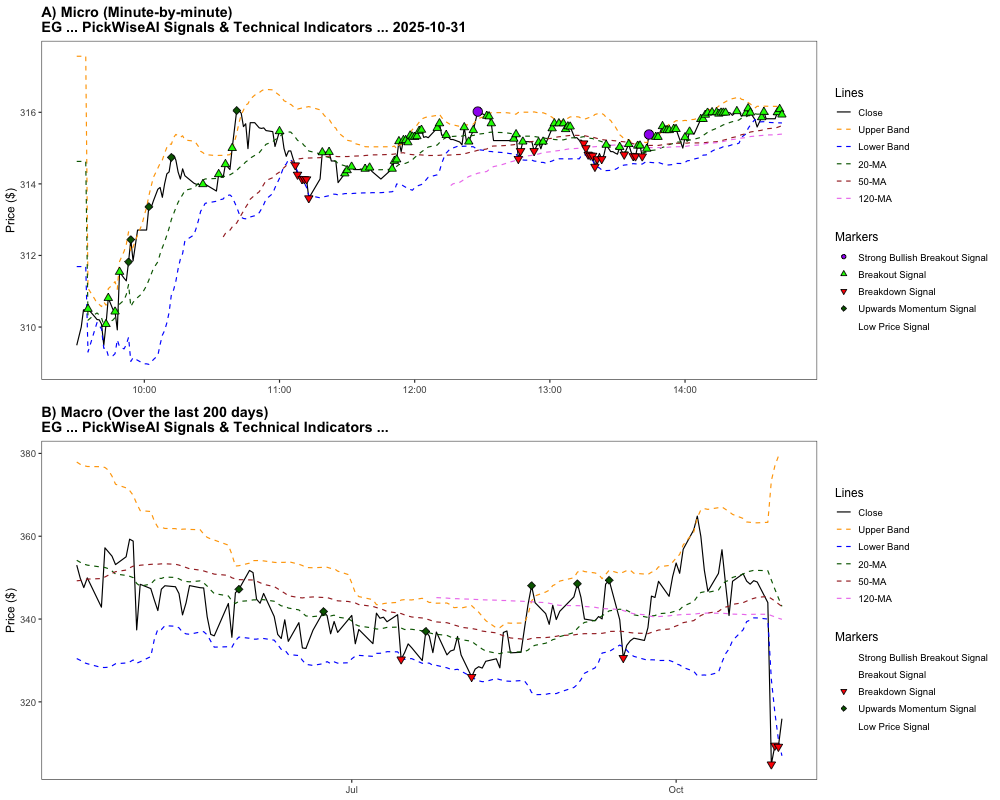 A) Micro (Minute-by-minute)
EG ... PickWiseAI Signals & Technical Indicators ... 2025-10-31
Price ($)
316
314
312
310
10:00
11:00
12:00
13:00
14:00
Lines
Close
Upper Band
Lower Band
20-MA
50-MA
120-MA
Markers
Strong Bullish Breakout Signal
Breakout Signal
Breakdown Signal
Upwards Momentum Signal
Low Price Signal
B) Macro (Over the last 200 days)
EG ... PickWiseAI Signals & Technical Indicators ...
Price ($)
380
360
340
320
Jul
Oct
Lines
Close
Upper Band
Lower Band
20-MA
50-MA
120-MA
Markers
Strong Bullish Breakout Signal
Breakout Signal
Breakdown Signal
Upwards Momentum Signal
Low Price Signal